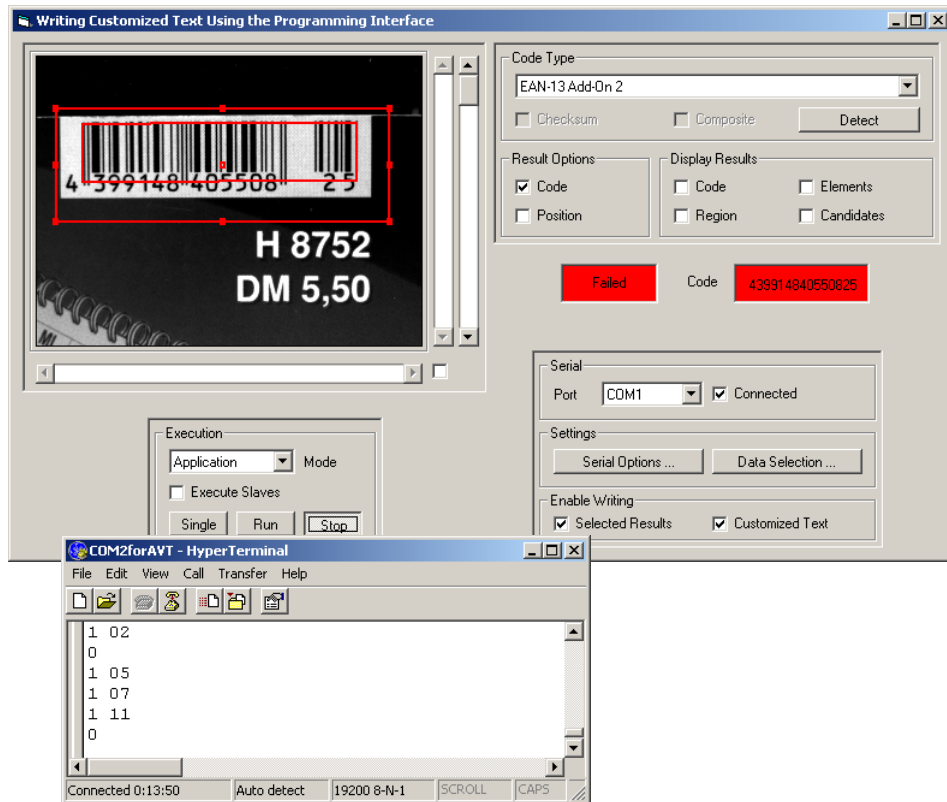 Writing Customized Text Using the Programming Interface
4 399148 405508 25
H 8752
DM 5,50
Code Type
EAN-13 Add-On 2
Checksum
Composite
Detect
Result Options
Code
Position
Display Results
Code
Elements
Region
Candidates
Failed
Code
439914840550825
Serial
Port
COM1
Connected
Settings
Serial Options ...
Data Selection ...
Enable Writing
Selected Results
Customized Text
Execution
Application
Mode
Execute Slaves
Single
Run
Stop
COM2forAVT - HyperTerminal
File Edit View Call Transfer Help
1 02
0
1 05
1 07
1 11
0
Connected 0:13:50
Auto detect
19200 8-N-1
SCROLL
CAPS